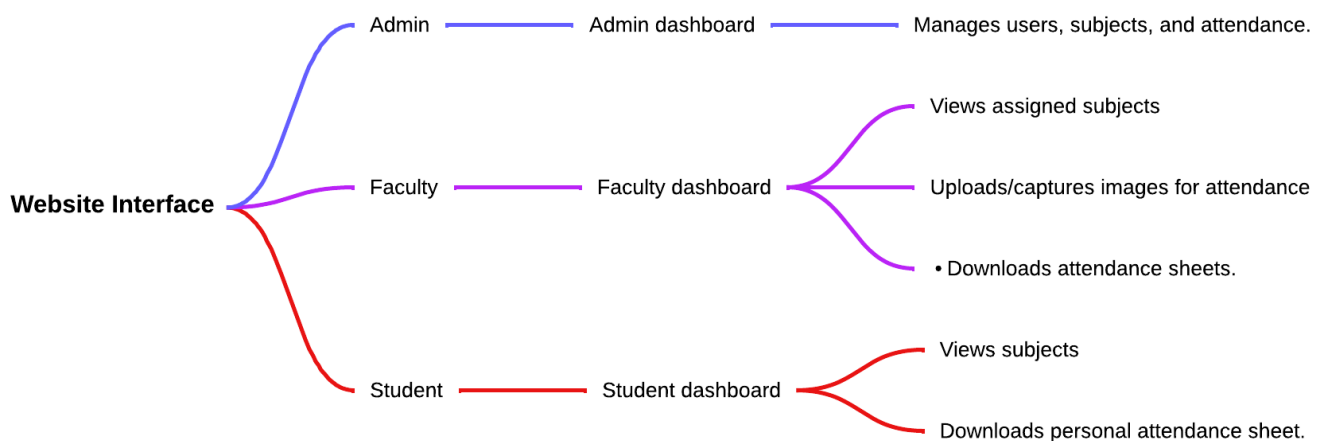 Website Interface
Admin
Admin dashboard
Manages users, subjects, and attendance.
Faculty
Faculty dashboard
Views assigned subjects
Uploads/captures images for attendance
• Downloads attendance sheets.
Student
Student dashboard
Views subjects
Downloads personal attendance sheet.